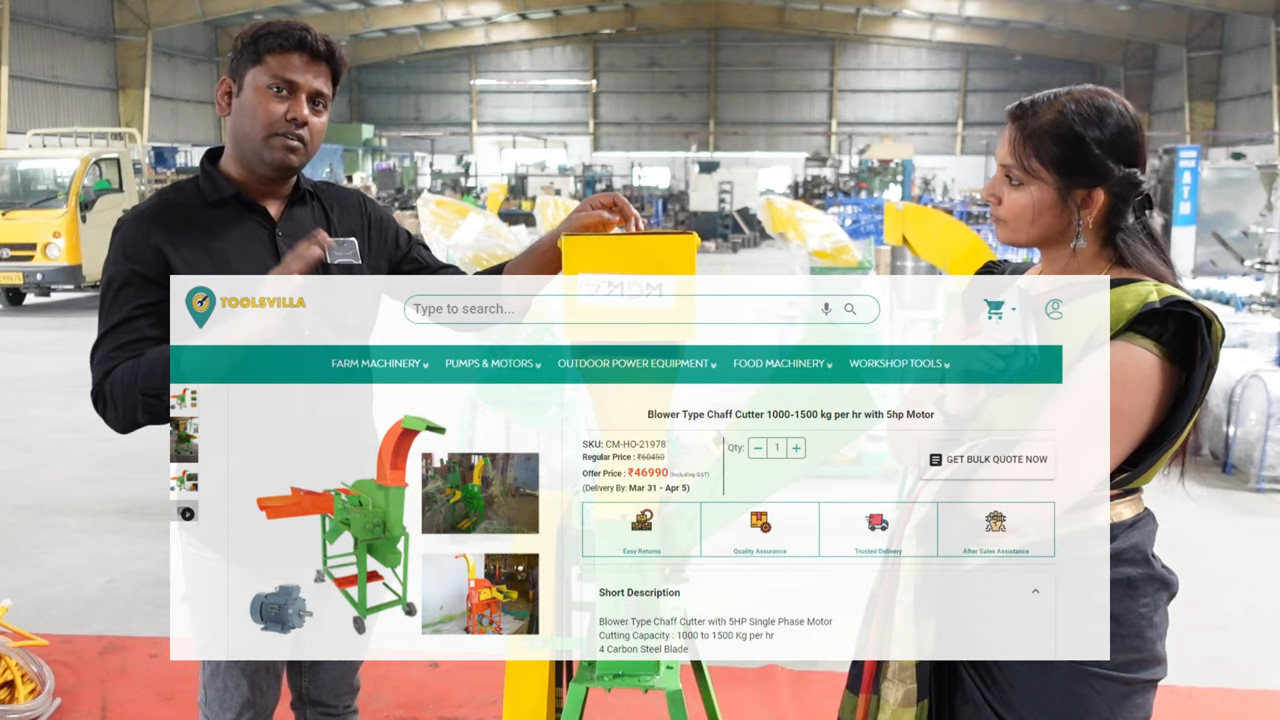 TOOLSVILLA
Type to search...
FARM MACHINERY
PUMPS & MOTORS
OUTDOOR POWER EQUIPMENT
FOOD MACHINERY
WORKSHOP TOOLS
Blower Type Chaff Cutter 1000-1500 kg per hr with 5hp Motor
SKU: CM-HO-21978
Regular Price : ₹60450
Offer Price : ₹46990 (Including GST)
(Delivery By: Mar 31 - Apr 5)
Qty: − 1 +
GET BULK QUOTE NOW
Easy Returns
Quality Assurance
Trusted Delivery
After Sales Assistance
Short Description
Blower Type Chaff Cutter with 5HP Single Phase Motor
Cutting Capacity : 1000 to 1500 Kg per hr
4 Carbon Steel Blade
ATM